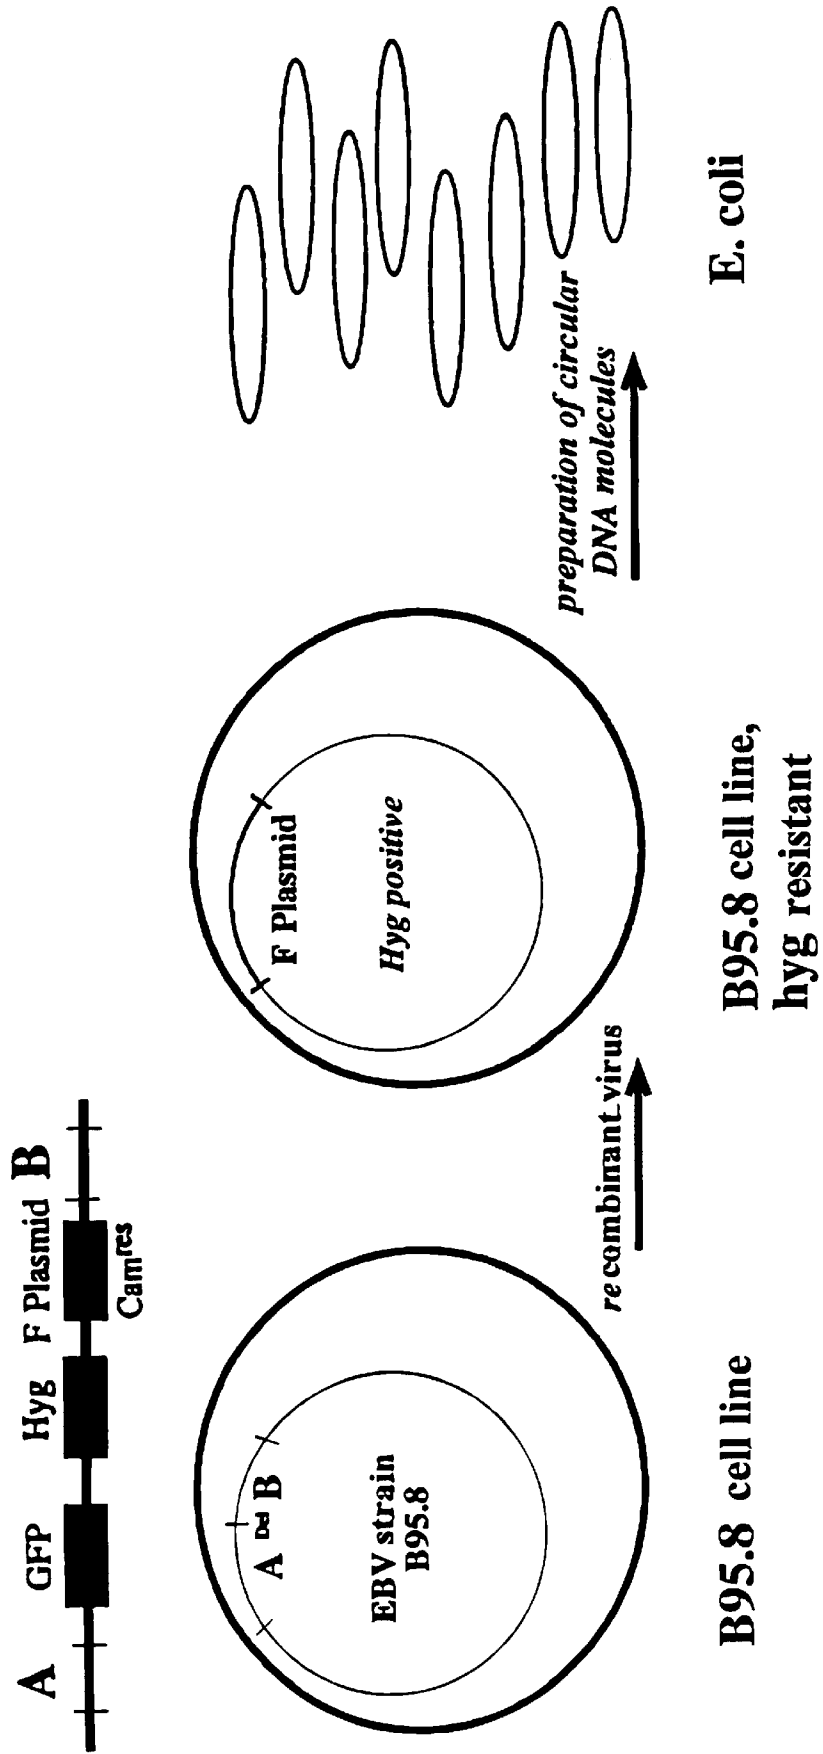 A GFP Hyg F Plasmid B
Cam^res
A Del B
EBV strain
B95.8
recombinant virus
F Plasmid
Hyg positive
preparation of circular
DNA molecules
B95.8 cell line
B95.8 cell line,
hyg resistant
E. coli